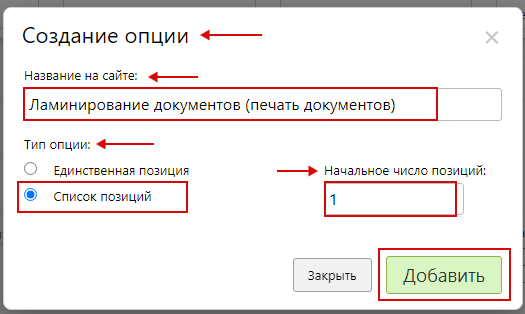 Создание опции
Название на сайте:
Ламинирование документов (печать документов)
Тип опции:
Единственная позиция
Начальное число позиций:
Список позиций
1
Закрыть
Добавить